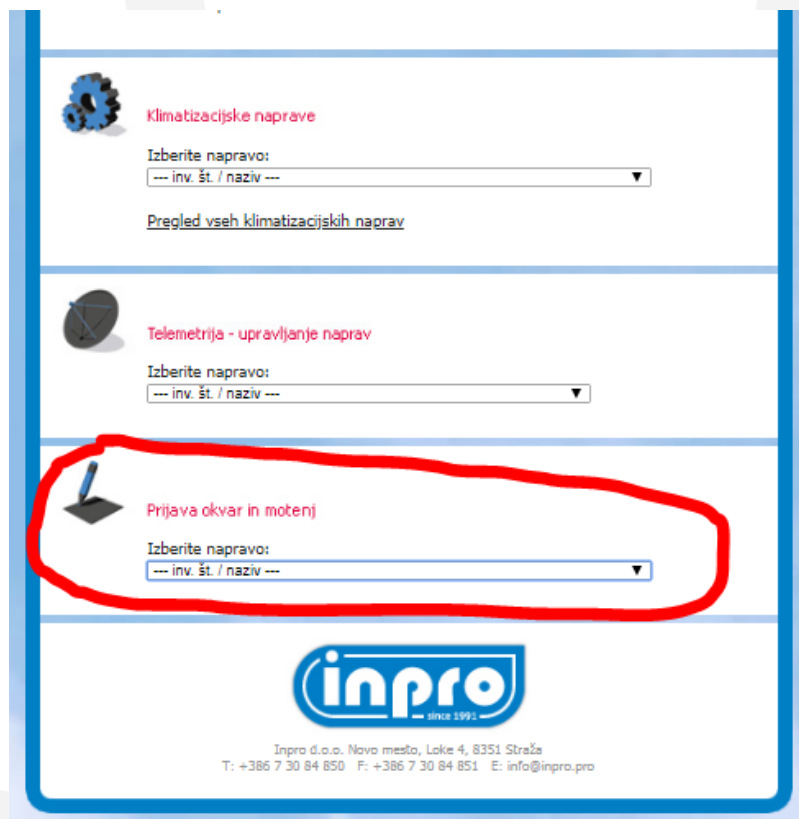 Klimatizacijske naprave
Izberite napravo:
--- inv. št. / naziv ---
Pregled vseh klimatizacijskih naprav
Telemetrija - upravljanje naprav
Izberite napravo:
--- inv. št. / naziv ---
Prijava okvar in motenj
Izberite napravo:
--- inv. št. / naziv ---
inpro
since 1991
Inpro d.o.o. Novo mesto, Loke 4, 8351 Straža
T: +386 7 30 84 850 F: +386 7 30 84 851 E: info@inpro.pro